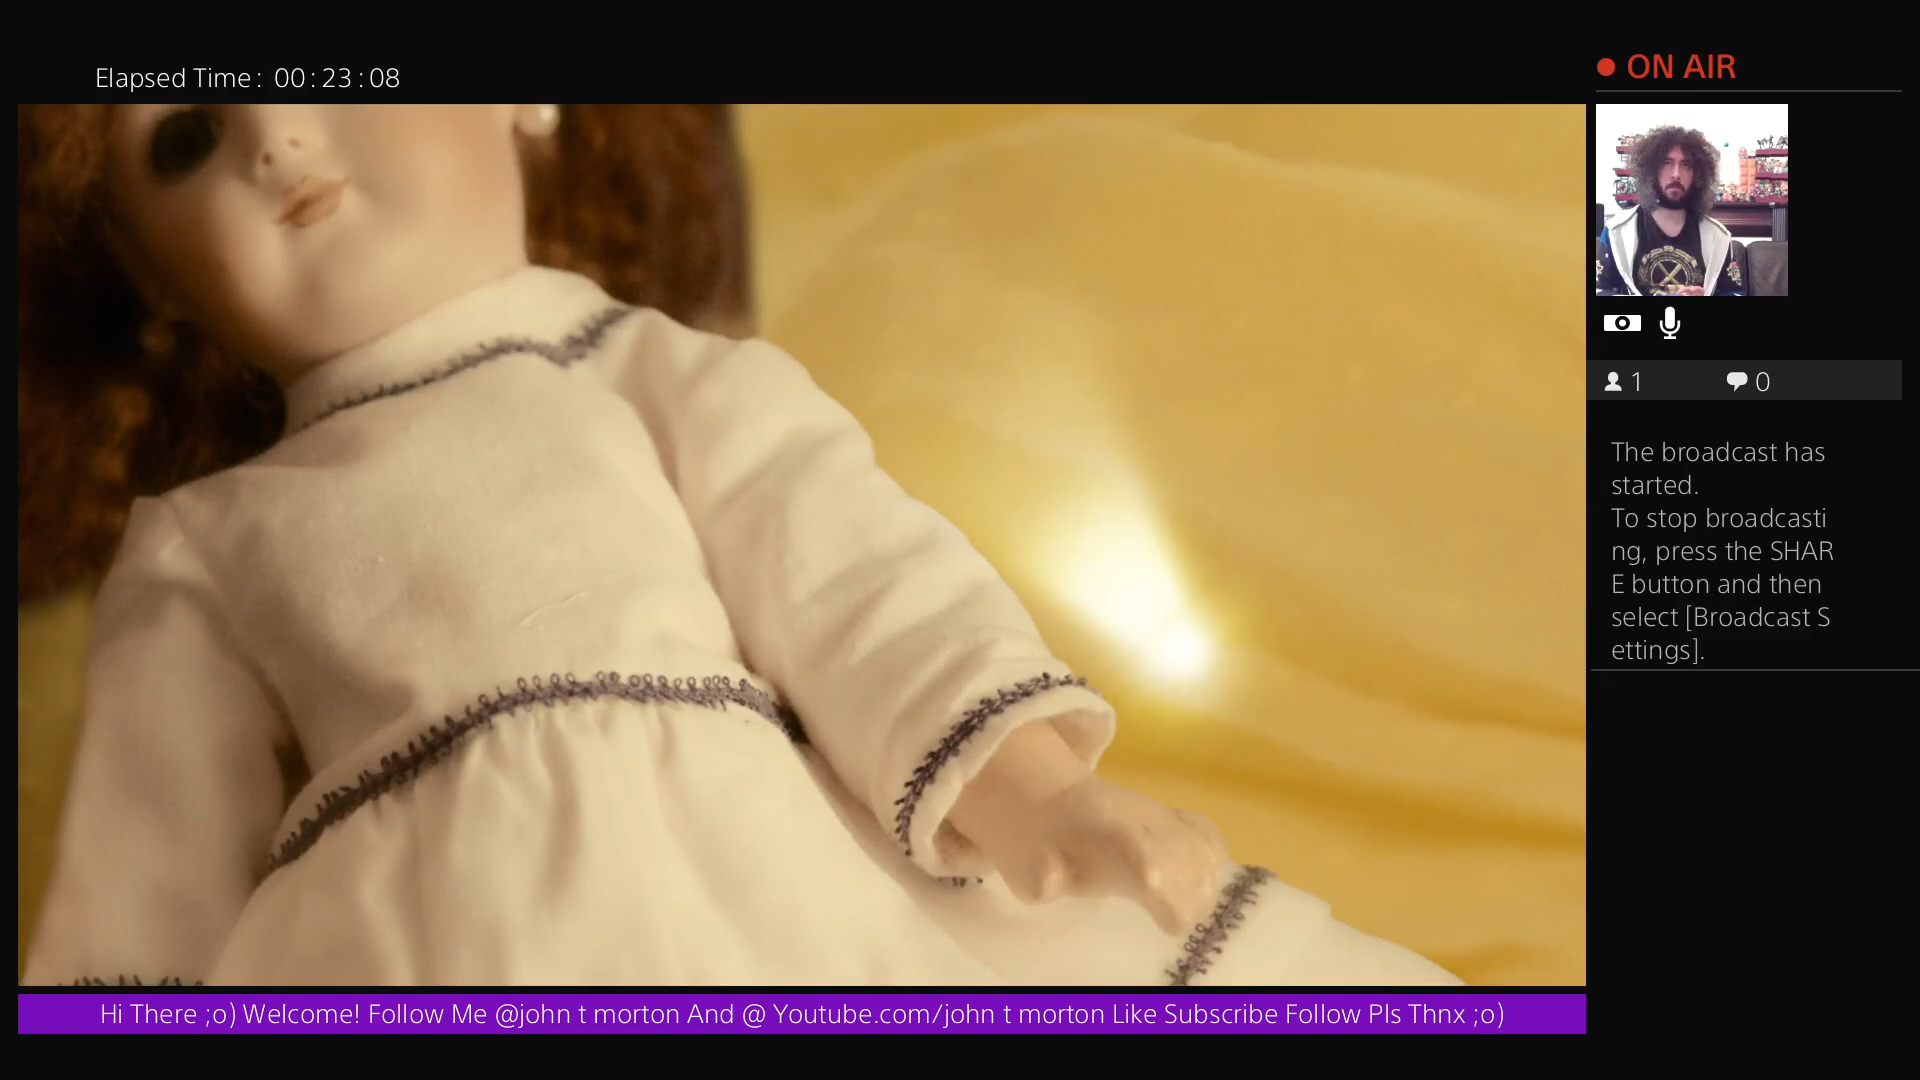 Elapsed Time: 00:23:08
ON AIR
1
0
The broadcast has
started.
To stop broadcasti
ng, press the SHAR
E button and then
select [Broadcast S
ettings].
Hi There ;o) Welcome! Follow Me @john t morton And @ Youtube.com/john t morton Like Subscribe Follow Pls Thnx ;o)